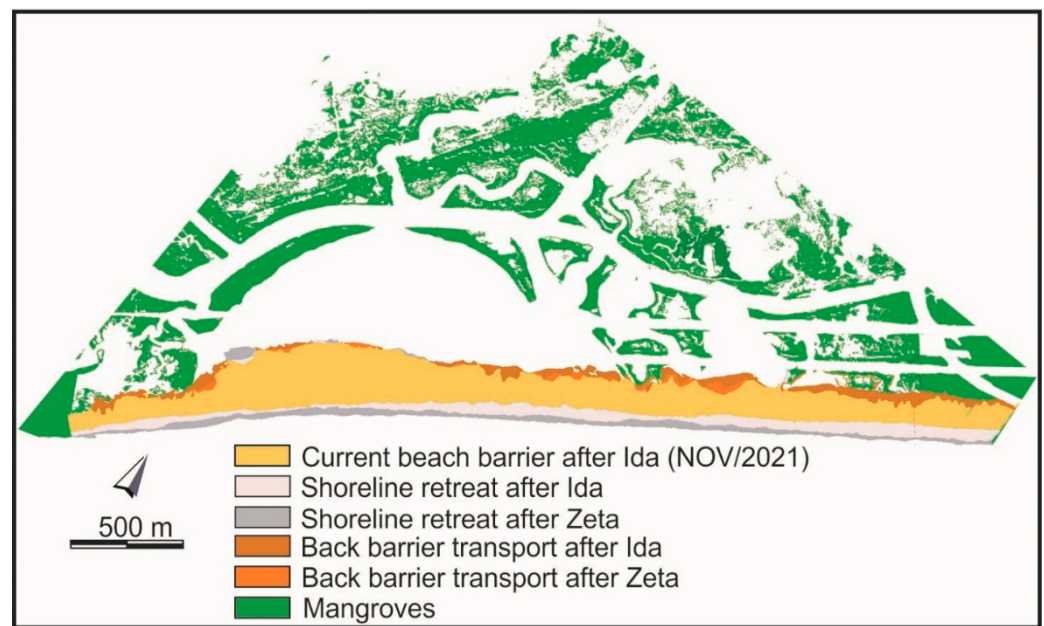 Current beach barrier after Ida (NOV/2021)
Shoreline retreat after Ida
Shoreline retreat after Zeta
500 m
Back barrier transport after Ida
Back barrier transport after Zeta
Mangroves